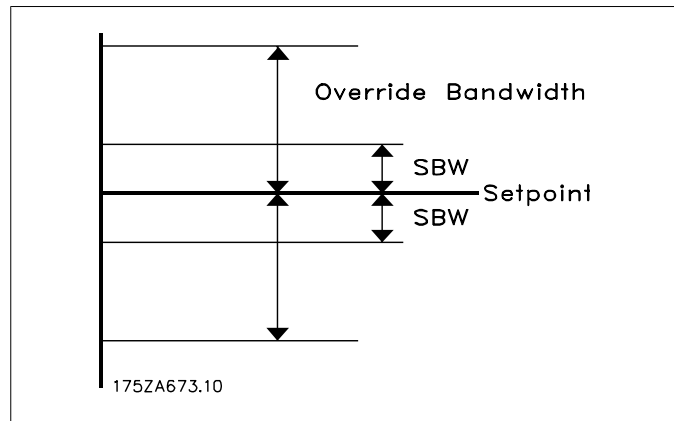 Override Bandwidth
SBW
Setpoint
SBW
175ZA673.10